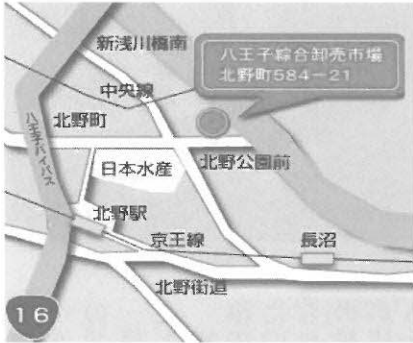 新浅川橋南
八王子綜合卸売市場
北野町584-21
中央線
北野町
八王子バイパス
日本水産
北野公園前
北野駅
京王線
長沼
北野街道
16